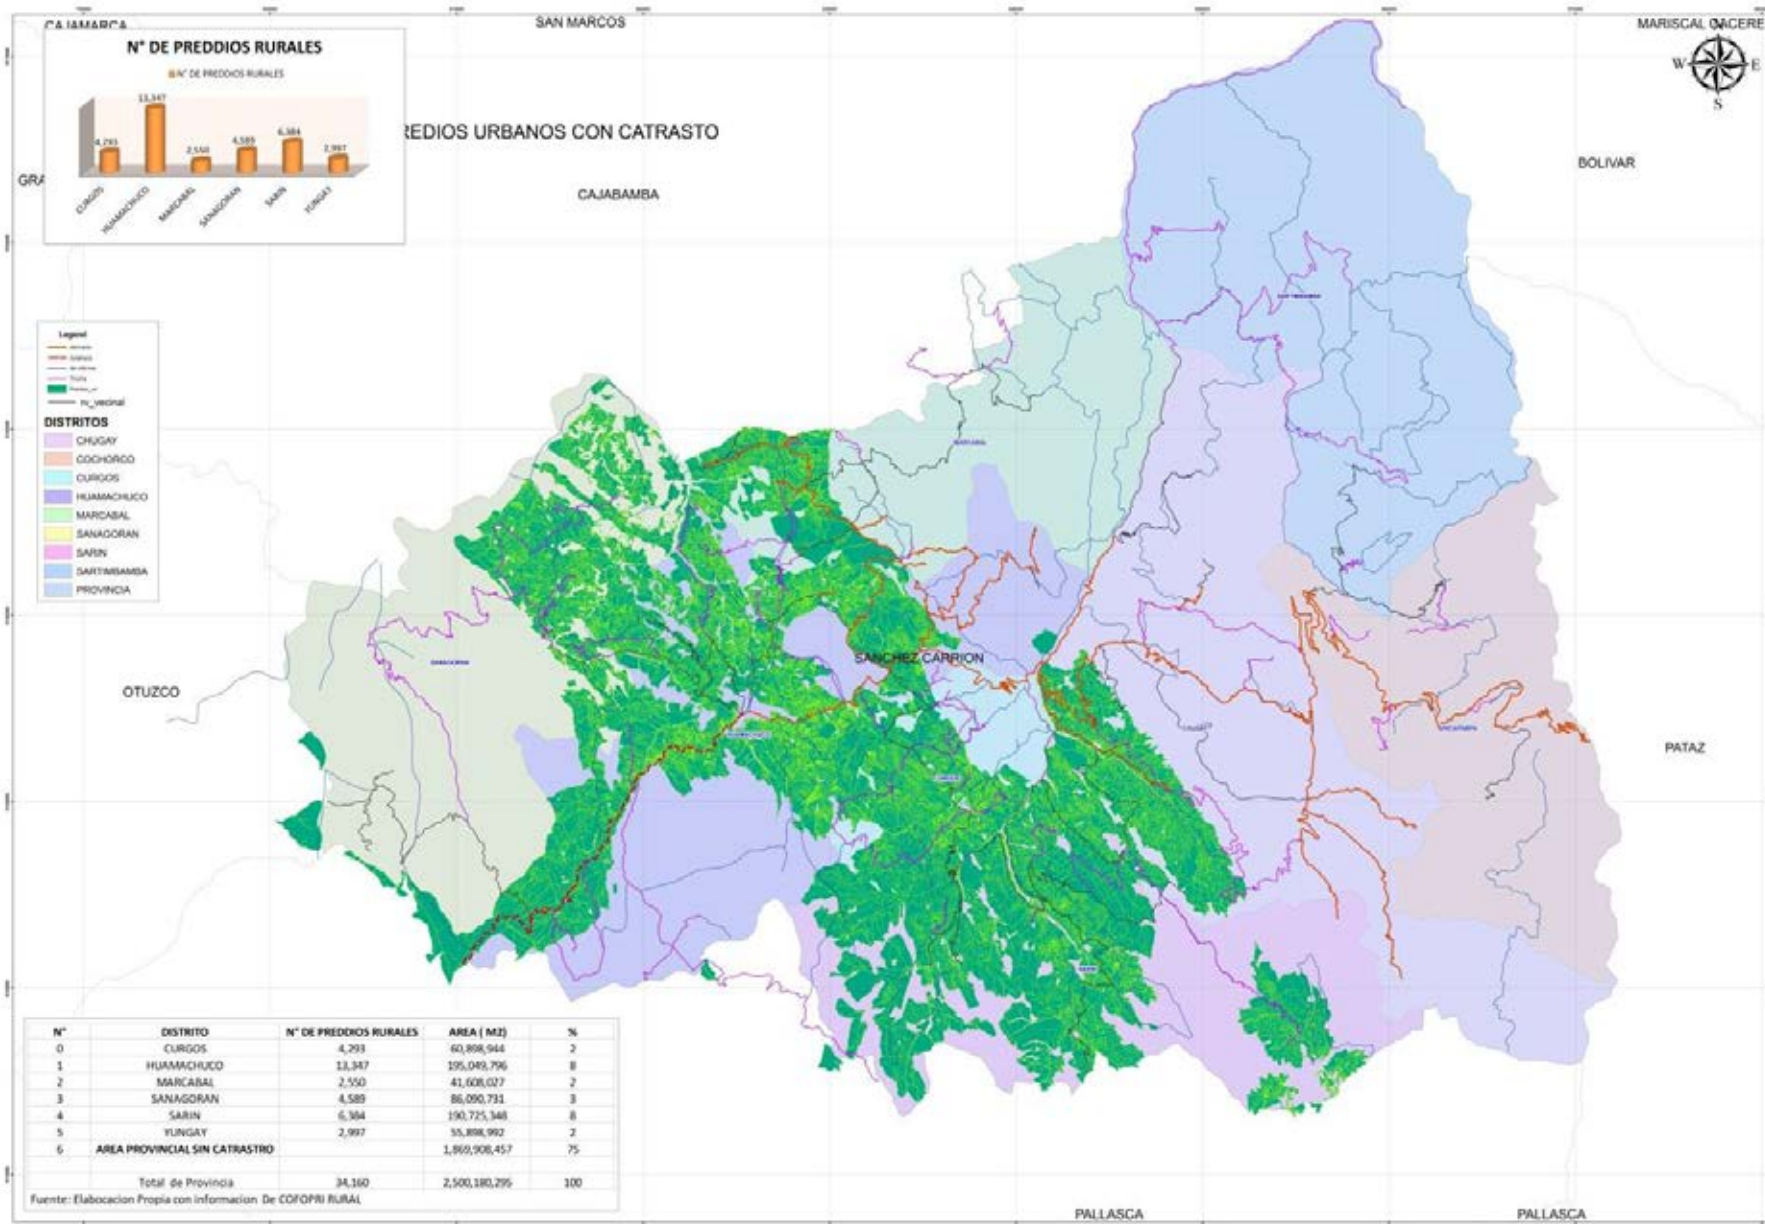 CAJAMARCA
SAN MARCOS
MARISCAL CACERE
N
W E
S
N° DE PREDDIOS RURALES
N° DE PREDDIOS RURALES
4,293
13,347
2,550
4,589
6,384
2,997
CURGOS
HUAMACHUCO
MARCABAL
SANAGORAN
SARIN
YUNGAY
REDIOS URBANOS CON CATRASTO
GRA
CAJABAMBA
BOLIVAR
Legend
rv_vecinal
DISTRITOS
CHUGAY
COCHORCO
CURGOS
HUAMACHUCO
MARCABAL
SANAGORAN
SARIN
SARTIMBAMBA
PROVINCIA
SANCHEZ CARRION
OTUZCO
PATAZ
N° DISTRITO N° DE PREDDIOS RURALES AREA ( M2) %
0 CURGOS 4,293 60,898,944 2
1 HUAMACHUCO 13,347 195,049,796 8
2 MARCABAL 2,550 41,608,027 2
3 SANAGORAN 4,589 86,090,731 3
4 SARIN 6,384 190,725,348 8
5 YUNGAY 2,997 55,898,992 2
6 AREA PROVINCIAL SIN CATRASTRO 1,869,908,457 75
Total de Provincia 34,160 2,500,180,295 100
Fuente: Elabocacion Propia con informacion De COFOPRI RURAL
PALLASCA
PALLASCA